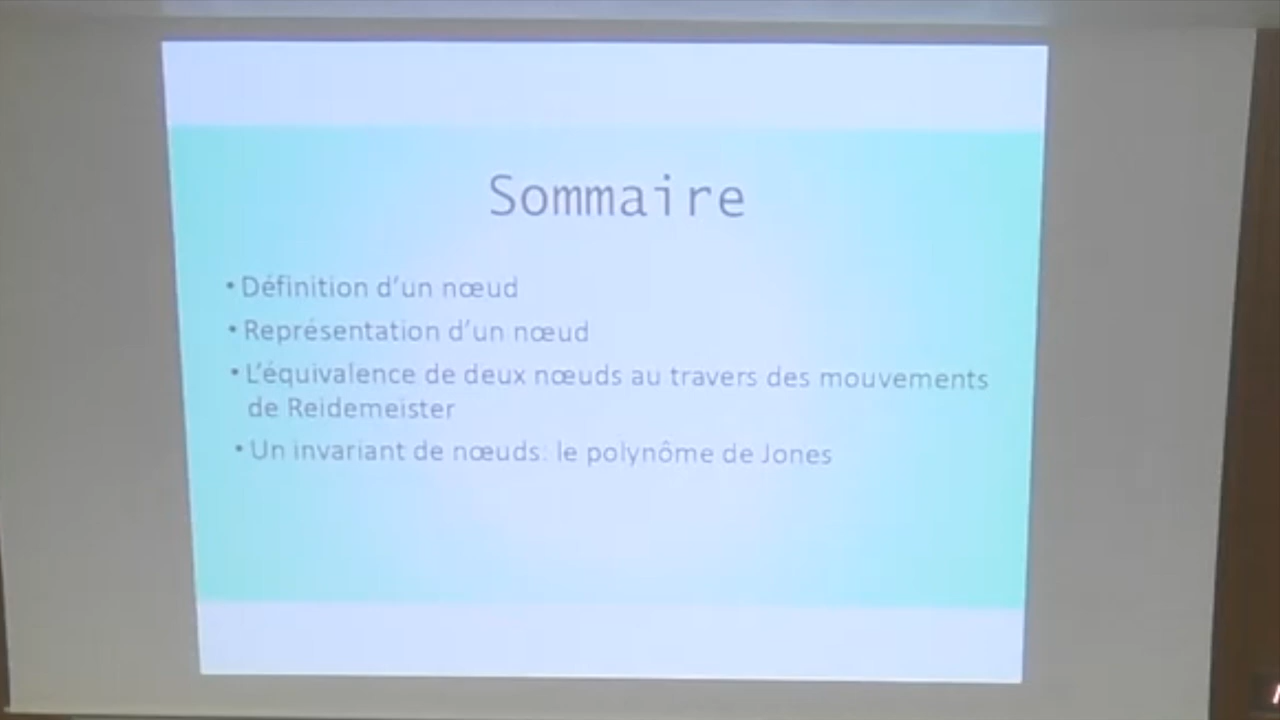 Sommaire
• Définition d'un nœud
• Représentation d'un nœud
• L'équivalence de deux nœuds au travers des mouvements
de Reidemeister
• Un invariant de nœuds: le polynôme de Jones